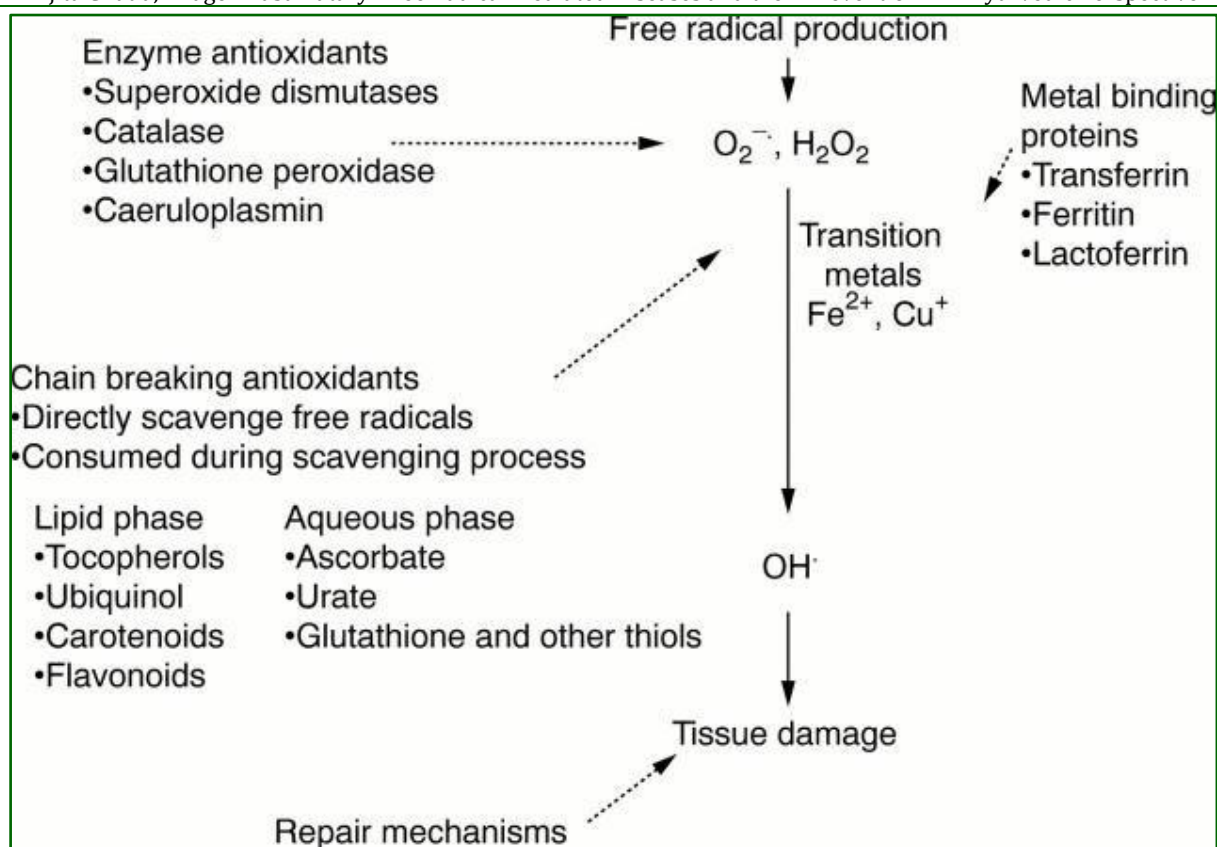 Free radical production
Enzyme antioxidants
•Superoxide dismutases
•Catalase
•Glutathione peroxidase
•Caeruloplasmin
O₂⁻·, H₂O₂
Metal binding
proteins
•Transferrin
•Ferritin
•Lactoferrin
Transition
metals
Fe²⁺, Cu⁺
Chain breaking antioxidants
•Directly scavenge free radicals
•Consumed during scavenging process
Lipid phase
•Tocopherols
•Ubiquinol
•Carotenoids
•Flavonoids
Aqueous phase
•Ascorbate
•Urate
•Glutathione and other thiols
OH·
Tissue damage
Repair mechanisms